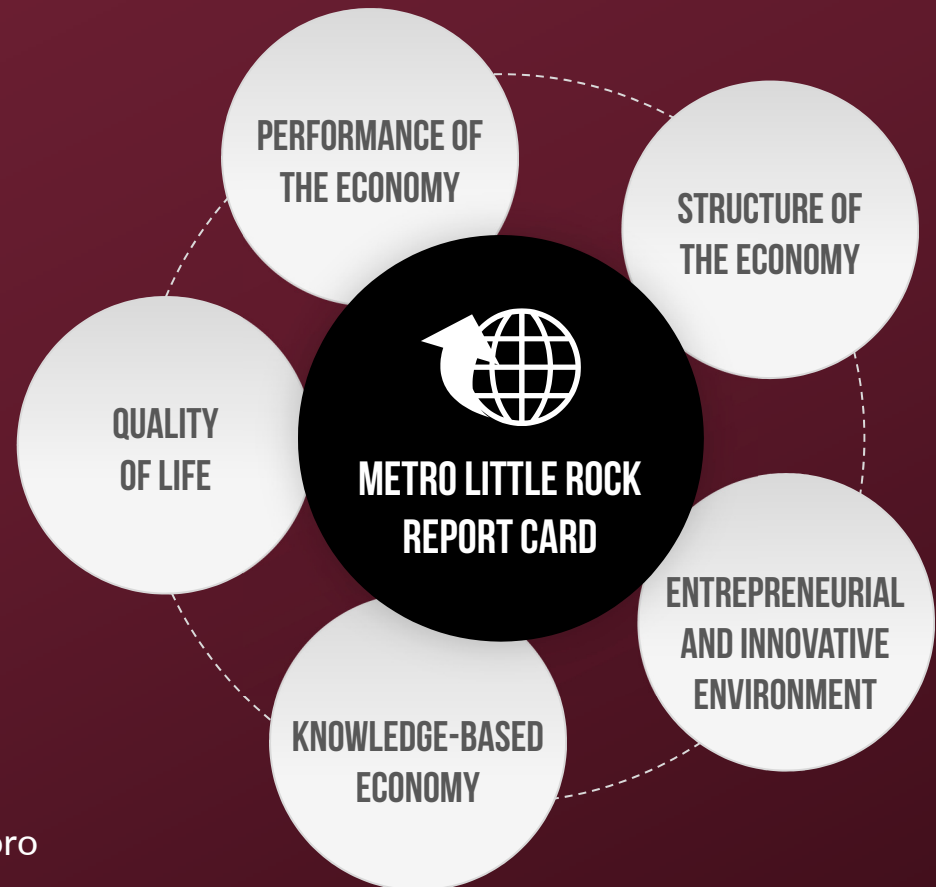 PERFORMANCE OF
THE ECONOMY
STRUCTURE OF
THE ECONOMY
QUALITY
OF LIFE
METRO LITTLE ROCK
REPORT CARD
ENTREPRENEURIAL
AND INNOVATIVE
ENVIRONMENT
KNOWLEDGE-BASED
ECONOMY